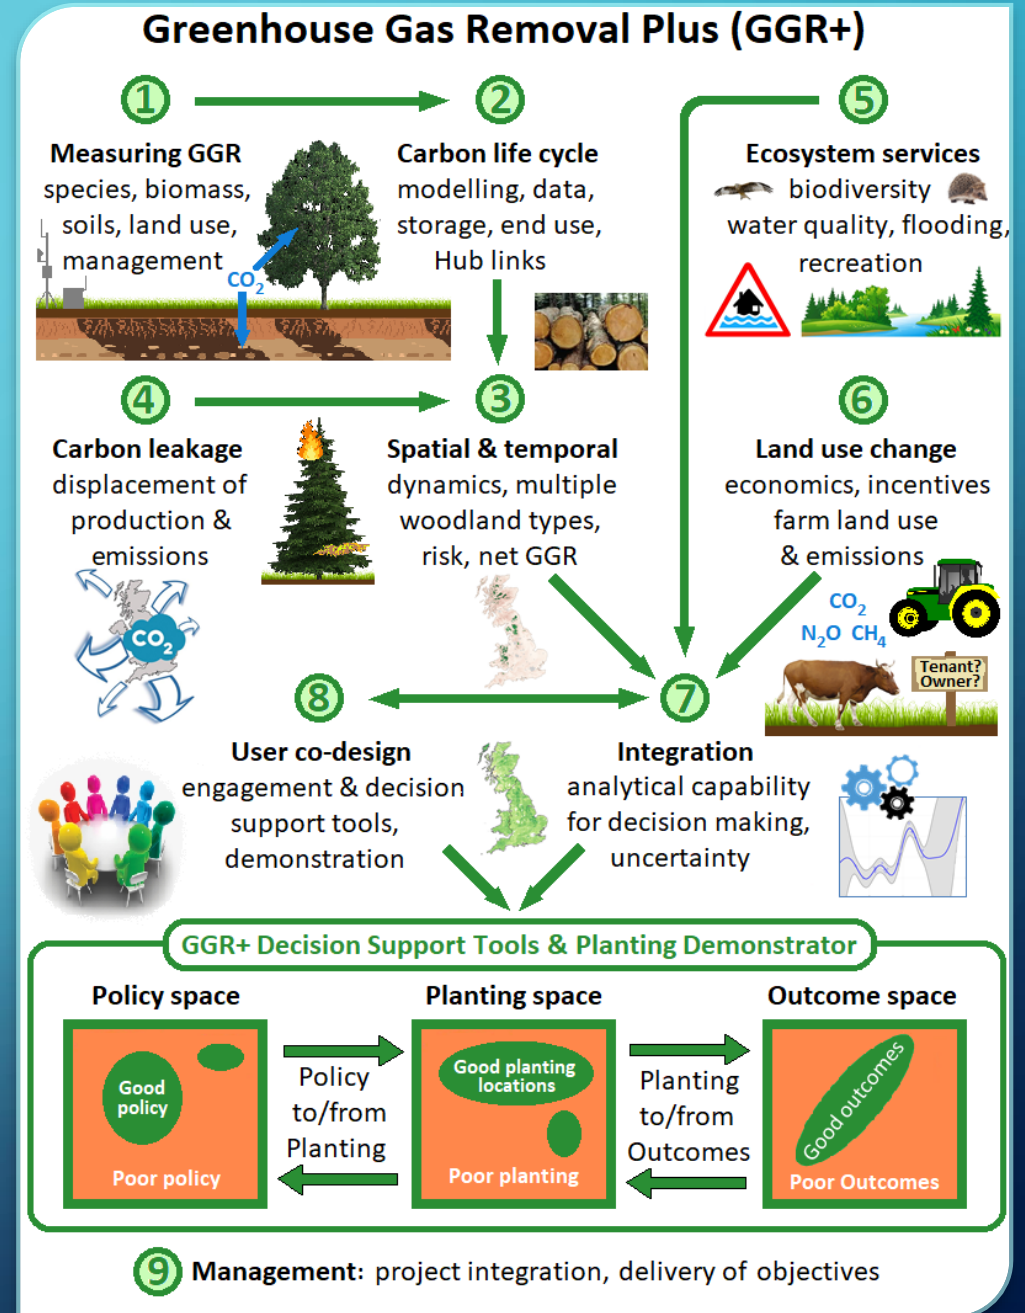 Greenhouse Gas Removal Plus (GGR+)
1
2
5
Measuring GGR
species, biomass,
soils, land use,
management
CO2
Carbon life cycle
modelling, data,
storage, end use,
Hub links
Ecosystem services
biodiversity
water quality, flooding,
recreation
4
3
6
Carbon leakage
displacement of
production &
emissions
CO2
Spatial & temporal
dynamics, multiple
woodland types,
risk, net GGR
Land use change
economics, incentives
farm land use
& emissions
CO2
N2O CH4
Tenant?
Owner?
8
7
User co-design
engagement & decision
support tools,
demonstration
Integration
analytical capability
for decision making,
uncertainty
GGR+ Decision Support Tools & Planting Demonstrator
Policy space
Good
policy
Poor policy
Policy
to/from
Planting
Planting space
Good planting
locations
Poor planting
Planting
to/from
Outcomes
Outcome space
Good outcomes
Poor Outcomes
9 Management: project integration, delivery of objectives